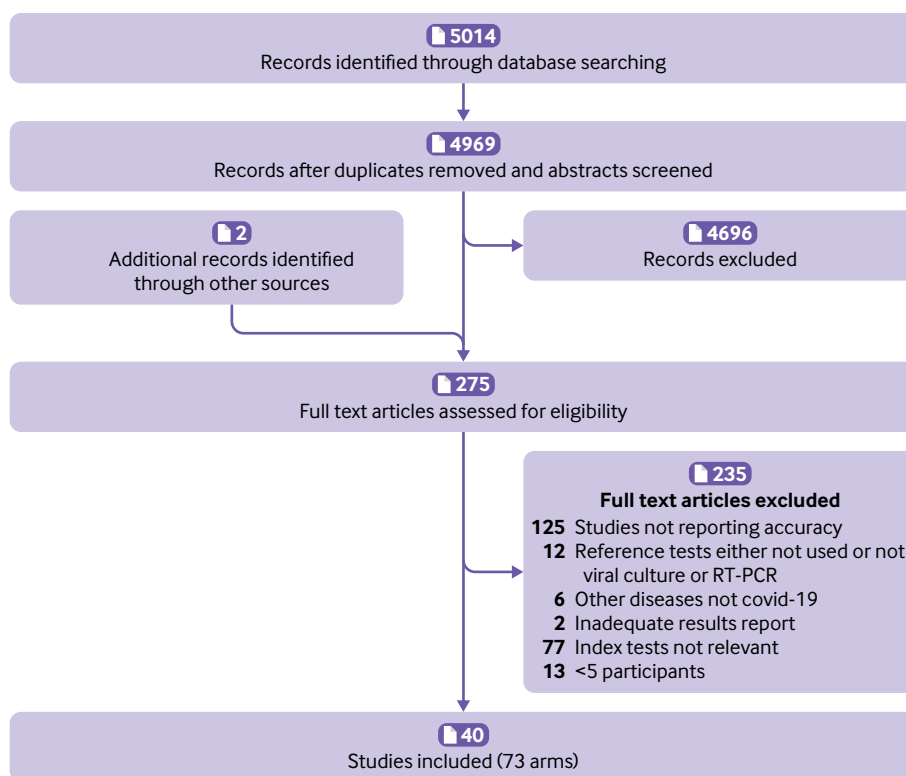 5014
Records identified through database searching
4969
Records after duplicates removed and abstracts screened
2
Additional records identified
through other sources
4696
Records excluded
275
Full text articles assessed for eligibility
235
Full text articles excluded
125 Studies not reporting accuracy
12 Reference tests either not used or not
viral culture or RT-PCR
6 Other diseases not covid-19
2 Inadequate results report
77 Index tests not relevant
13 <5 participants
40
Studies included (73 arms)